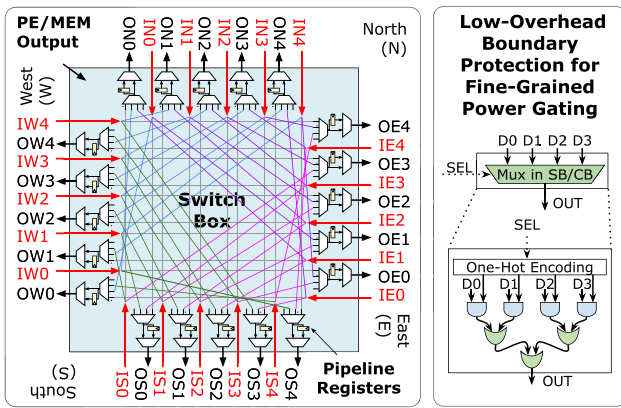 PE/MEM
Output
ON0
IN0
ON1
IN1
ON2
IN2
ON3
IN3
ON4
IN4
North
(N)
West
(W)
IW4
OW4
IW3
OW3
IW2
OW2
IW1
OW1
IW0
OW0
Switch
Box
OE4
IE4
OE3
IE3
OE2
IE2
OE1
IE1
OE0
IE0
East
(E)
South
(S)
IS0
OS0
IS1
OS1
IS2
OS2
IS3
OS3
IS4
OS4
Pipeline
Registers
Low-Overhead
Boundary
Protection for
Fine-Grained
Power Gating
D0 D1 D2 D3
SEL
Mux in SB/CB
OUT
SEL
One-Hot Encoding
D0 D1 D2 D3
OUT